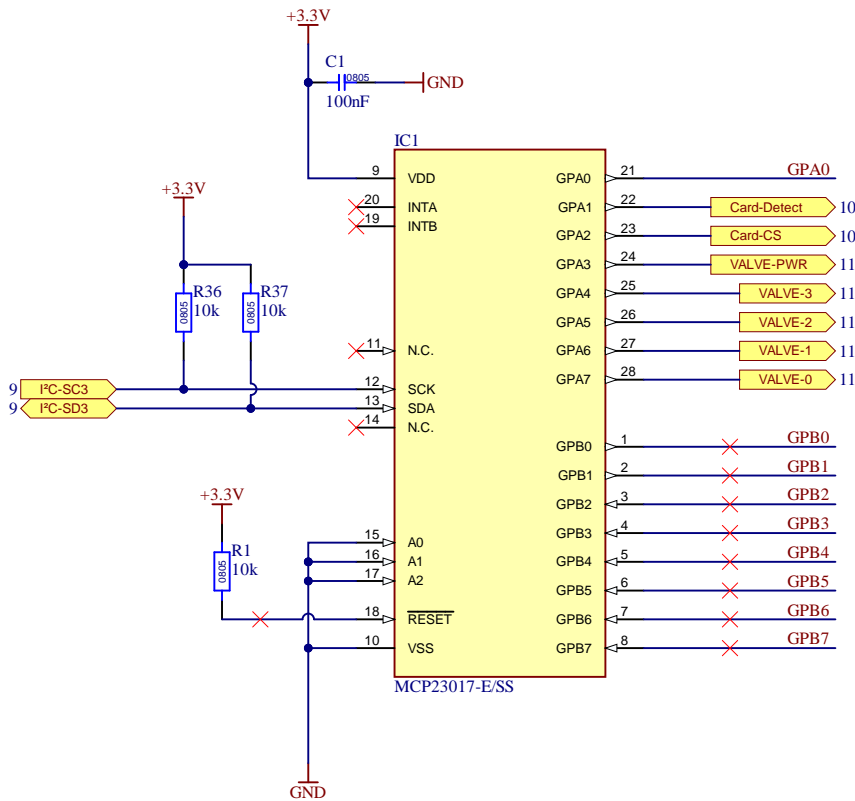 +3.3V
C1
0805
100nF
GND
IC1
9 VDD GPA0 21 GPA0
20 INTA GPA1 22 Card-Detect 10
19 INTB GPA2 23 Card-CS 10
GPA3 24 VALVE-PWR 11
+3.3V
R36 0805 10k
R37 0805 10k
GPA4 25 VALVE-3 11
GPA5 26 VALVE-2 11
11 N.C. GPA6 27 VALVE-1 11
9 I²C-SC3 12 SCK GPA7 28 VALVE-0 11
9 I²C-SD3 13 SDA
14 N.C.
GPB0 1 GPB0
GPB1 2 GPB1
+3.3V
GPB2 3 GPB2
15 A0 GPB3 4 GPB3
R1 0805 10k
16 A1 GPB4 5 GPB4
17 A2 GPB5 6 GPB5
18 RESET GPB6 7 GPB6
10 VSS GPB7 8 GPB7
MCP23017-E/SS
GND